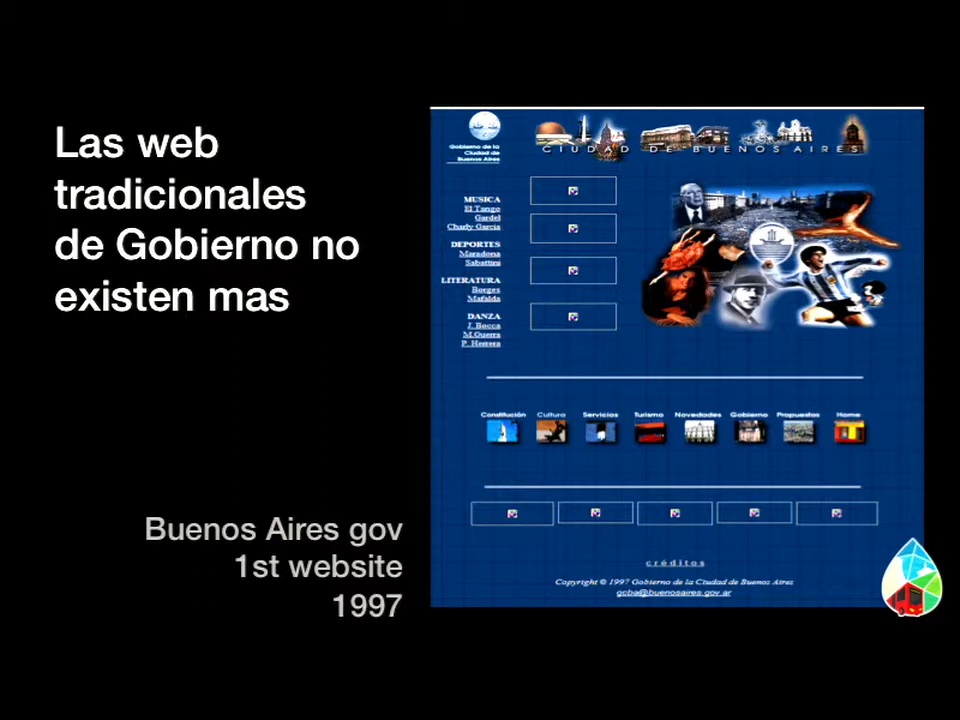 Las web
tradicionales
de Gobierno no
existen mas
Buenos Aires gov
1st website
1997
Gobierno de la
Ciudad de
Buenos Aires
CIUDAD DE BUENOS AIRES
MUSICA
El Tango
Gardel
Charly Garcia
DEPORTES
Maradona
Sabattini
LITERATURA
Borges
Mafalda
DANZA
J. Bocca
M.Guerra
P. Herrera
Constitución Cultura Servicios Turismo Novedades Gobierno Propuestas Home
créditos
Copyright © 1997 Gobierno de la Ciudad de Buenos Aires
gcba@buenosaires.gov.ar